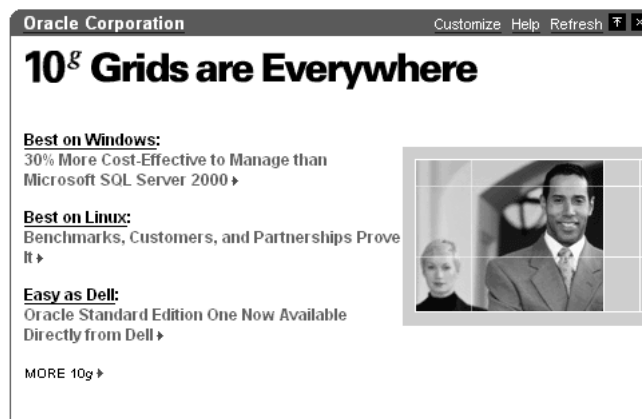 Oracle Corporation Customize Help Refresh
10g Grids are Everywhere
Best on Windows:
30% More Cost-Effective to Manage than
Microsoft SQL Server 2000
Best on Linux:
Benchmarks, Customers, and Partnerships Prove
It
Easy as Dell:
Oracle Standard Edition One Now Available
Directly from Dell
MORE 10g